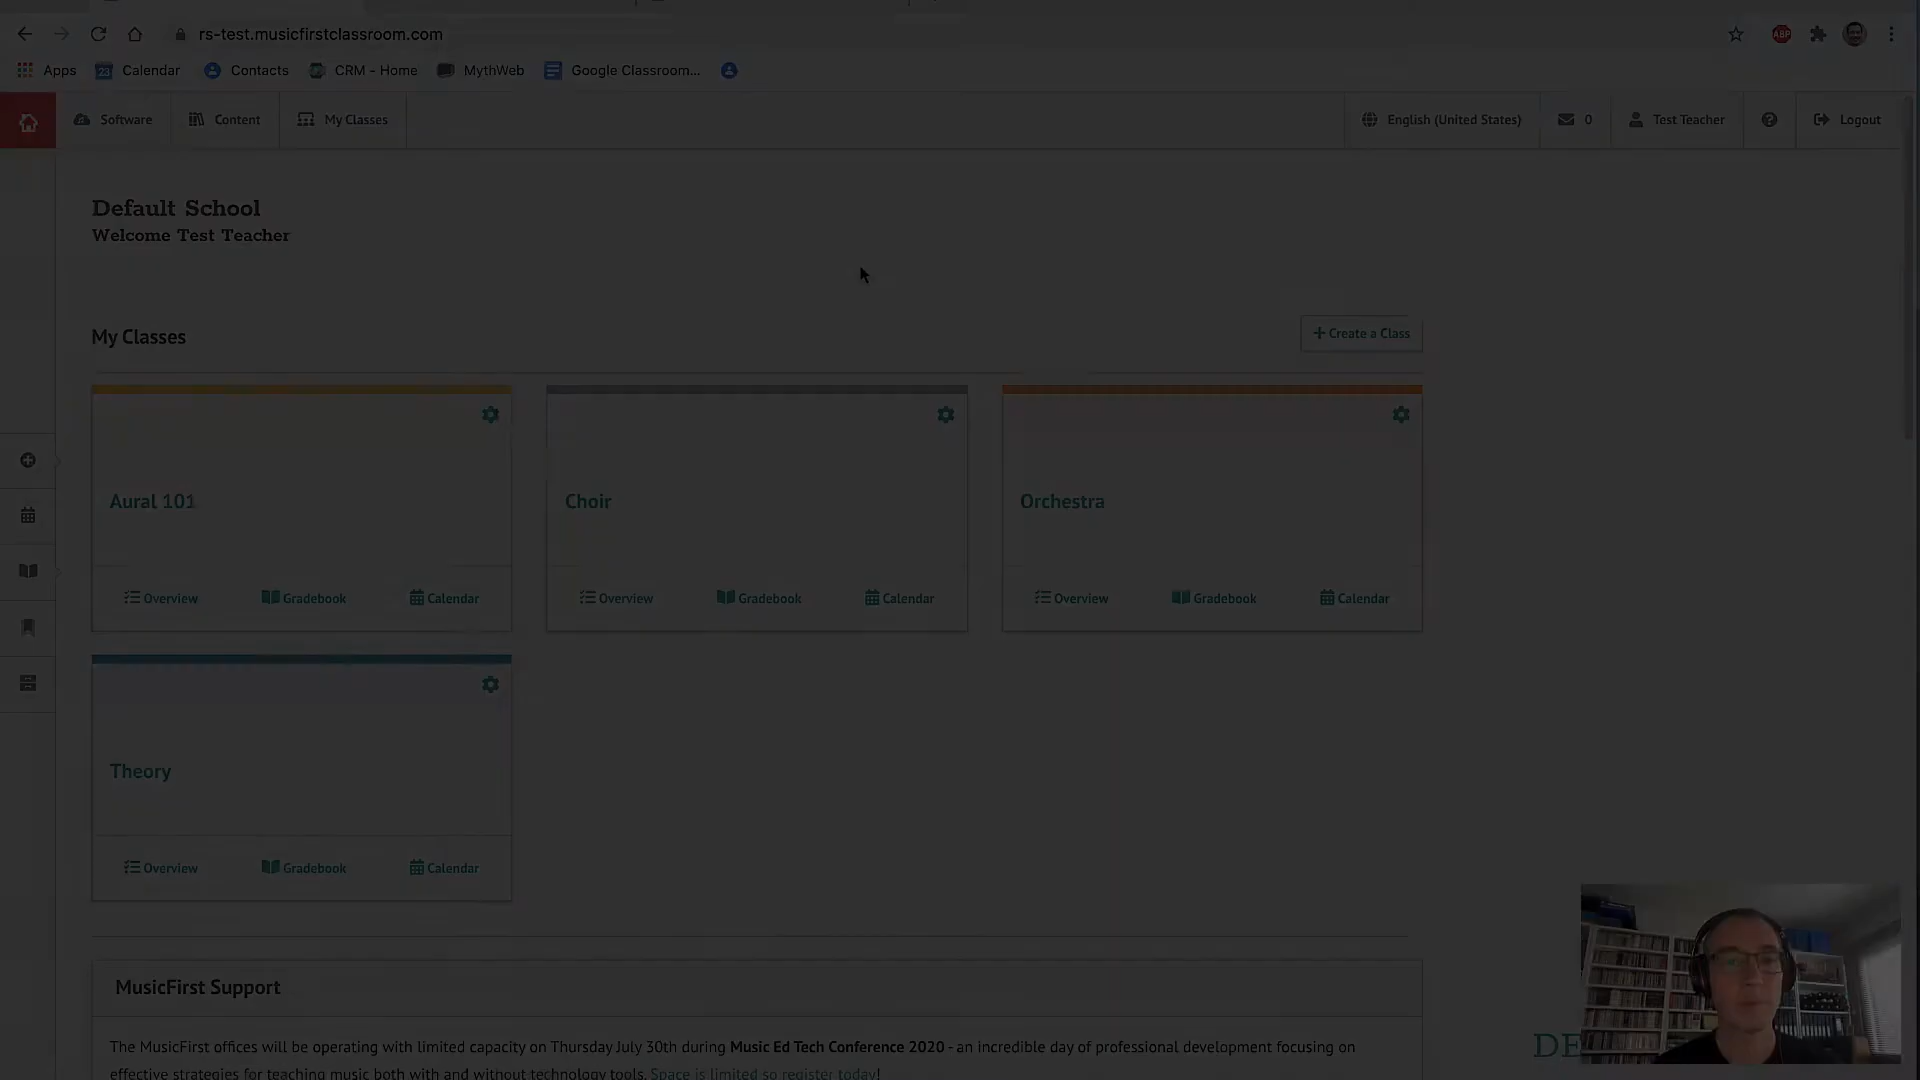 rs-test.musicfirstclassroom.com
ABP
Apps
23 Calendar
Contacts
CRM - Home
MythWeb
Google Classroom...
Software
Content
My Classes
English (United States)
0
Test Teacher
Logout
Default School
Welcome Test Teacher
My Classes
+ Create a Class
Aural 101
Choir
Orchestra
Overview Gradebook Calendar
Overview Gradebook Calendar
Overview Gradebook Calendar
Theory
Overview Gradebook Calendar
MusicFirst Support
The MusicFirst offices will be operating with limited capacity on Thursday July 30th during Music Ed Tech Conference 2020 - an incredible day of professional development focusing on
effective strategies for teaching music both with and without technology tools. Space is limited so register today!
DE